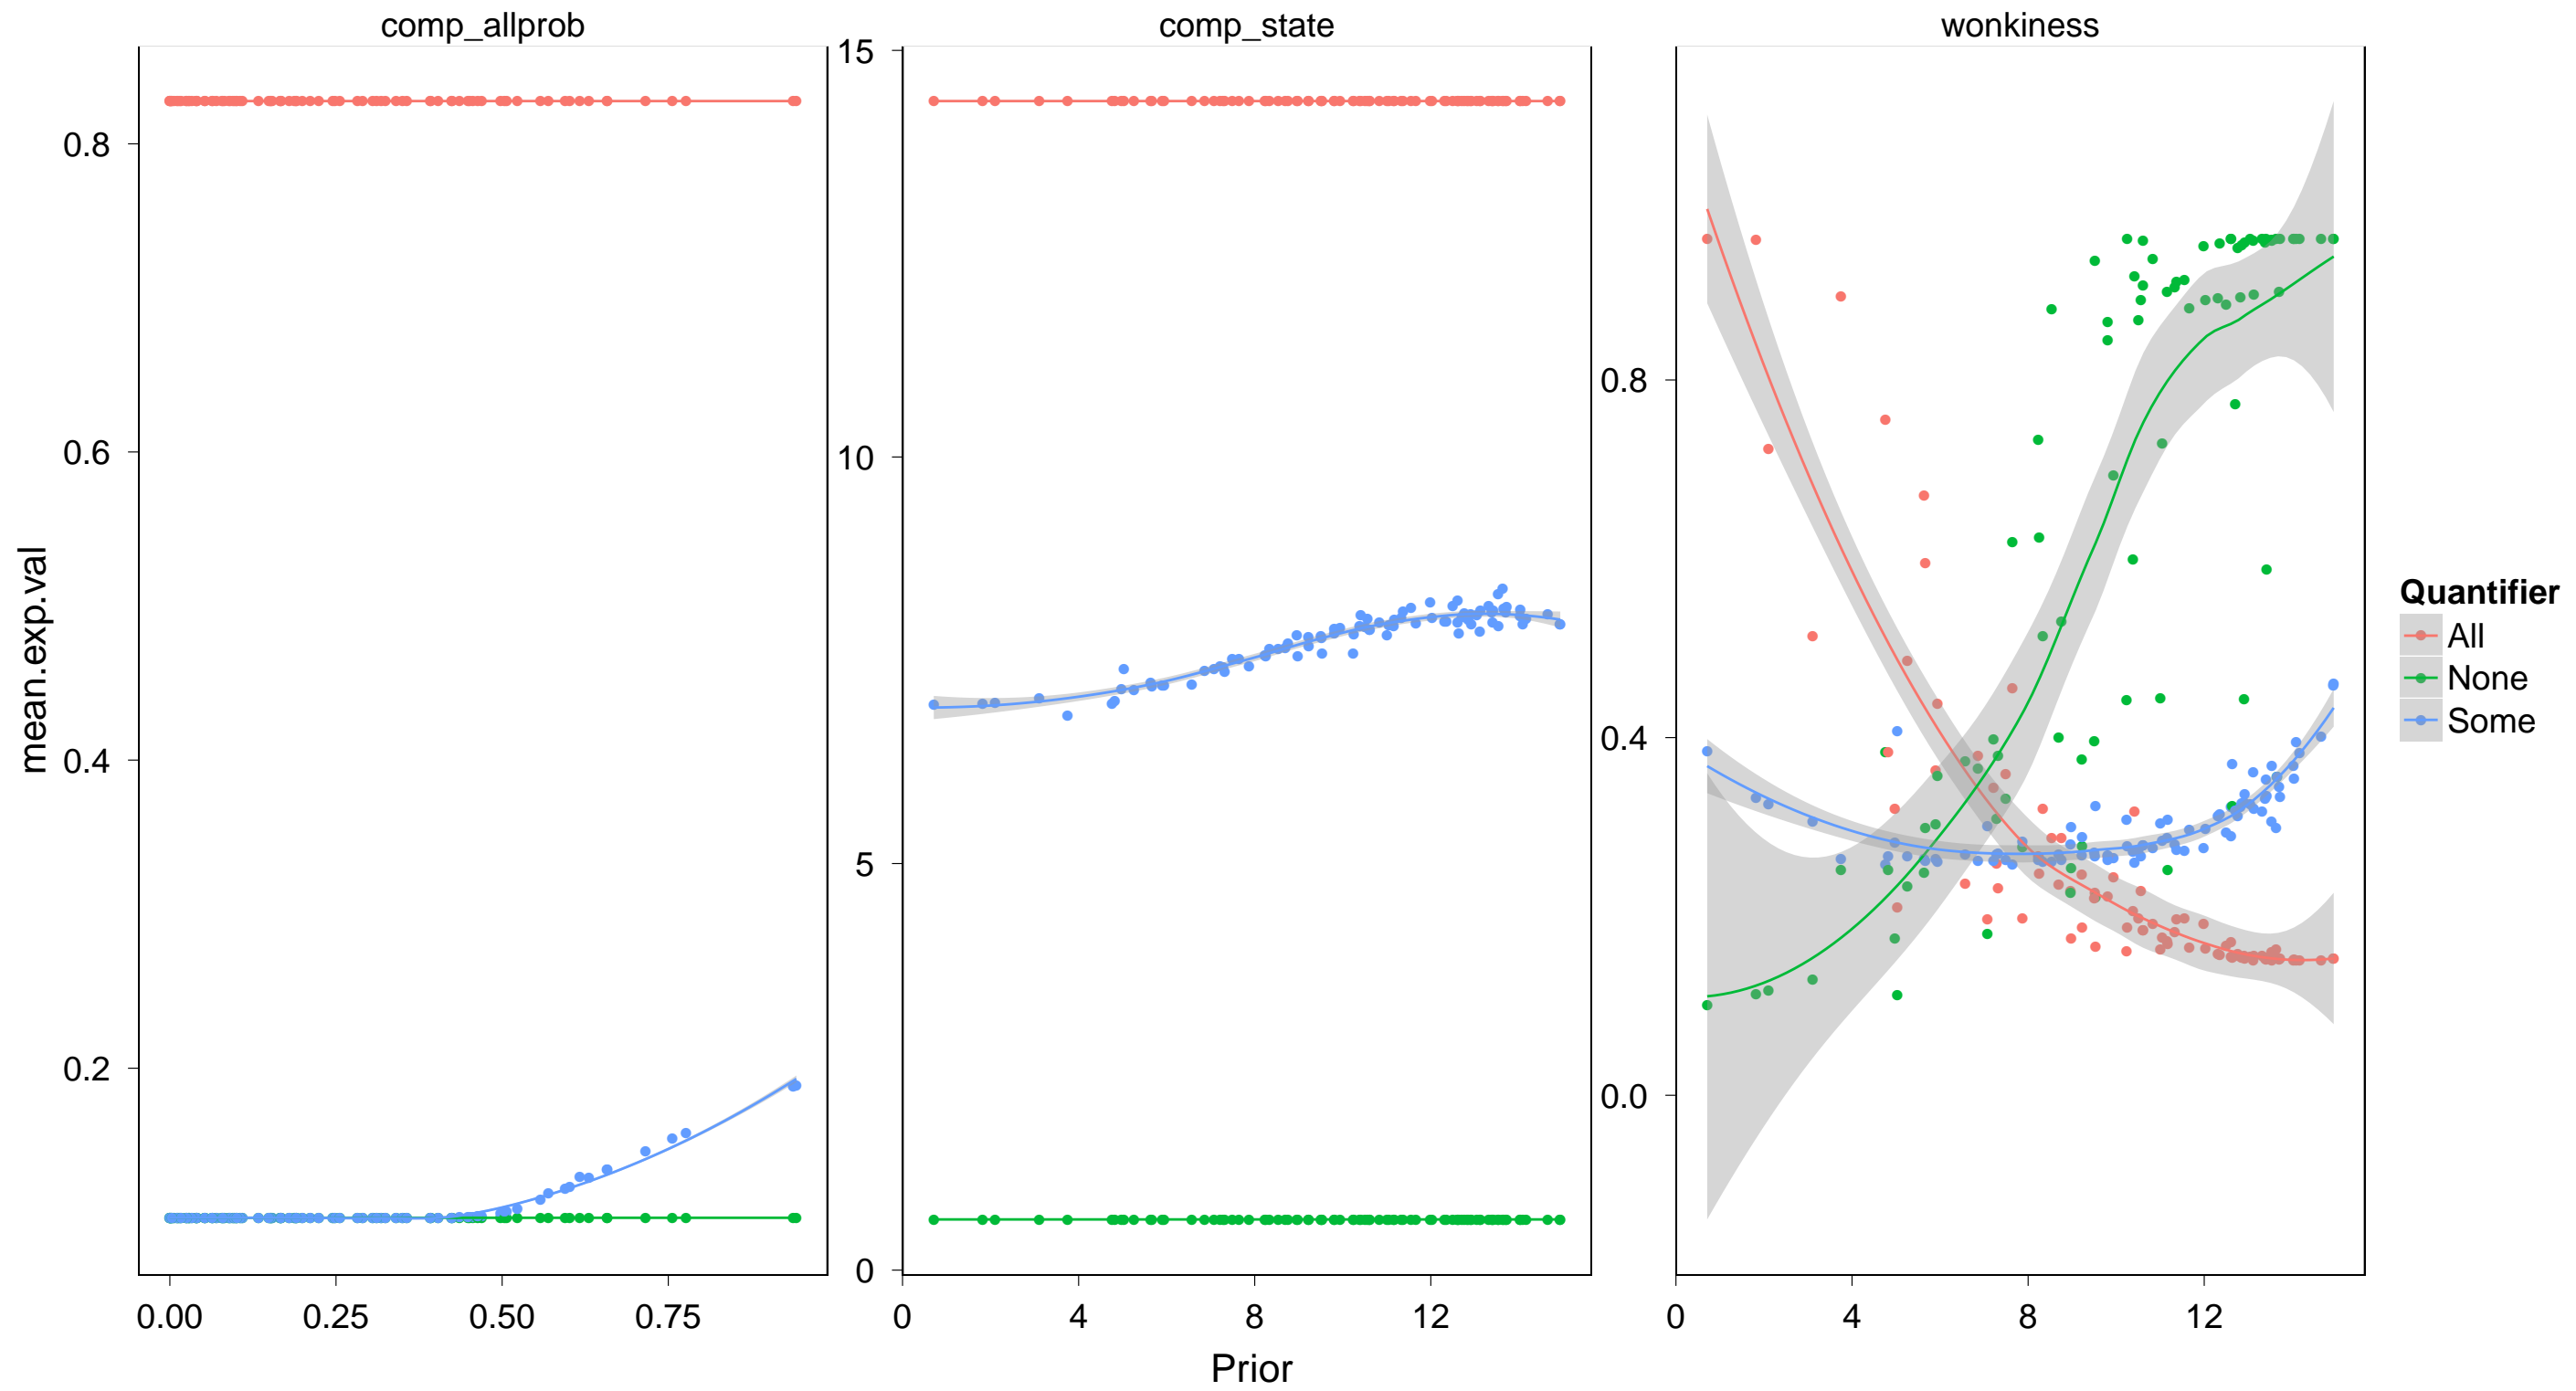 comp_allprob comp_state wonkiness
mean.exp.val
0.8
0.6
0.4
0.2
0.00 0.25 0.50 0.75
15
10
5
0
0 4 8 12
0.8
0.4
0.0
0 4 8 12
Prior
Quantifier
All
None
Some